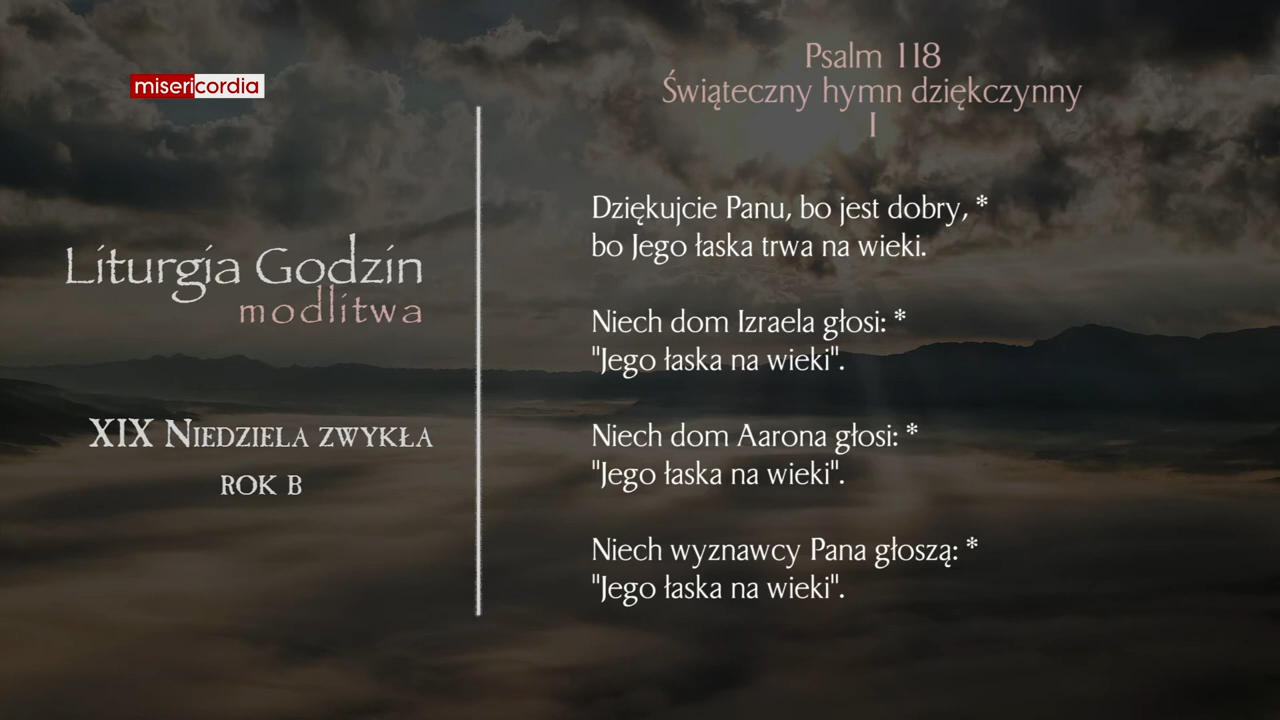 misericordia
Liturgia Godzin
modlitwa
XIX Niedziela zwykła
rok B
Psalm 118
Świąteczny hymn dziękczynny
I
Dziękujcie Panu, bo jest dobry, *
bo Jego łaska trwa na wieki.
Niech dom Izraela głosi: *
"Jego łaska na wieki".
Niech dom Aarona głosi: *
"Jego łaska na wieki".
Niech wyznawcy Pana głoszą: *
"Jego łaska na wieki".